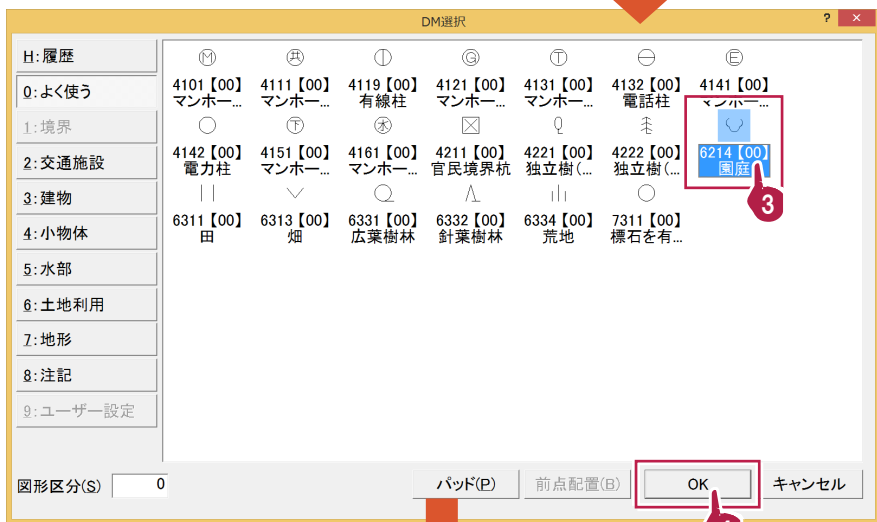 DM選択
? ×
H:履歴
0:よく使う
1:境界
2:交通施設
3:建物
4:小物体
5:水部
6:土地利用
7:地形
8:注記
9:ユーザー設定
Ⓜ 共 Ⓖ Ⓣ Ⓔ
4101【00】 4111【00】 4119【00】 4121【00】 4131【00】 4132【00】 4141【00】
マンホー... マンホー... 有線柱 マンホー... マンホー... 電話柱 マンホー...
下 水
4142【00】 4151【00】 4161【00】 4211【00】 4221【00】 4222【00】 6214【00】
電力柱 マンホー... マンホー... 官民境界杭 独立樹(... 独立樹(... 園庭
3
6311【00】 6313【00】 6331【00】 6332【00】 6334【00】 7311【00】
田 畑 広葉樹林 針葉樹林 荒地 標石を有...
図形区分(S) 0 パッド(P) 前点配置(B) OK キャンセル